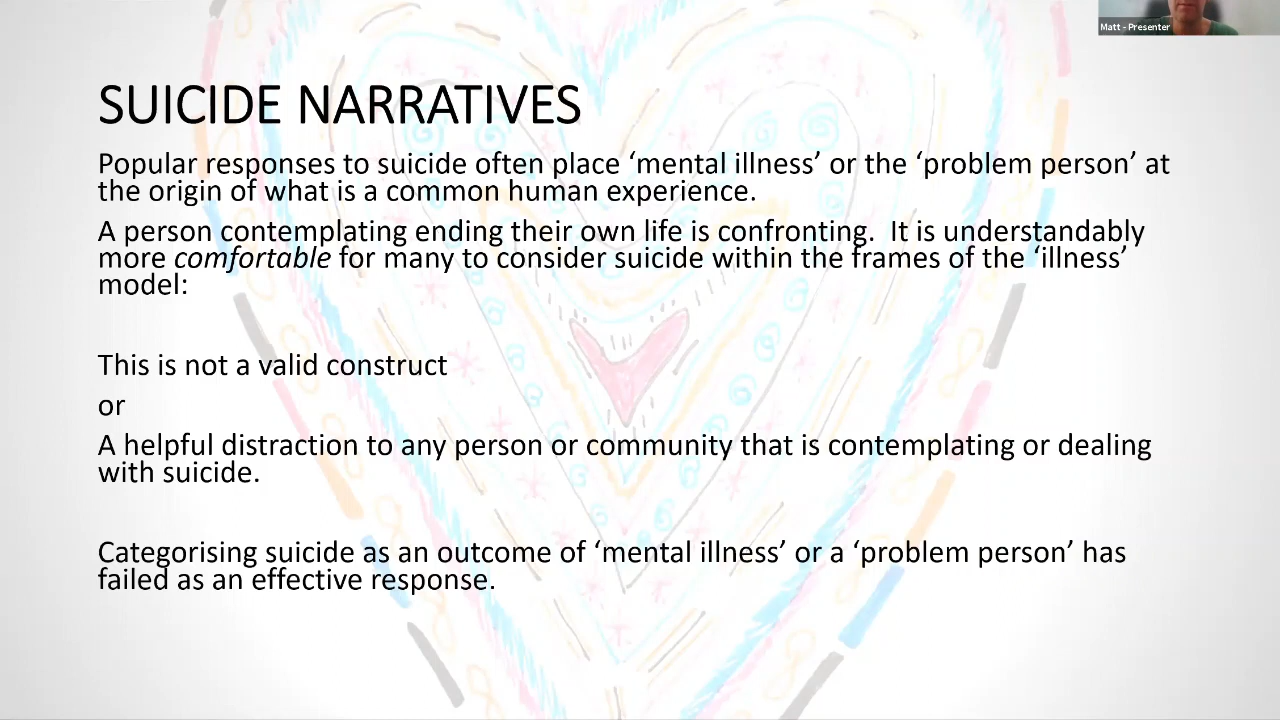 Matt - Presenter
SUICIDE NARRATIVES
Popular responses to suicide often place ‘mental illness’ or the ‘problem person’ at
the origin of what is a common human experience.
A person contemplating ending their own life is confronting.  It is understandably
more comfortable for many to consider suicide within the frames of the ‘illness’
model:
This is not a valid construct
or
A helpful distraction to any person or community that is contemplating or dealing
with suicide.
Categorising suicide as an outcome of ‘mental illness’ or a ‘problem person’ has
failed as an effective response.